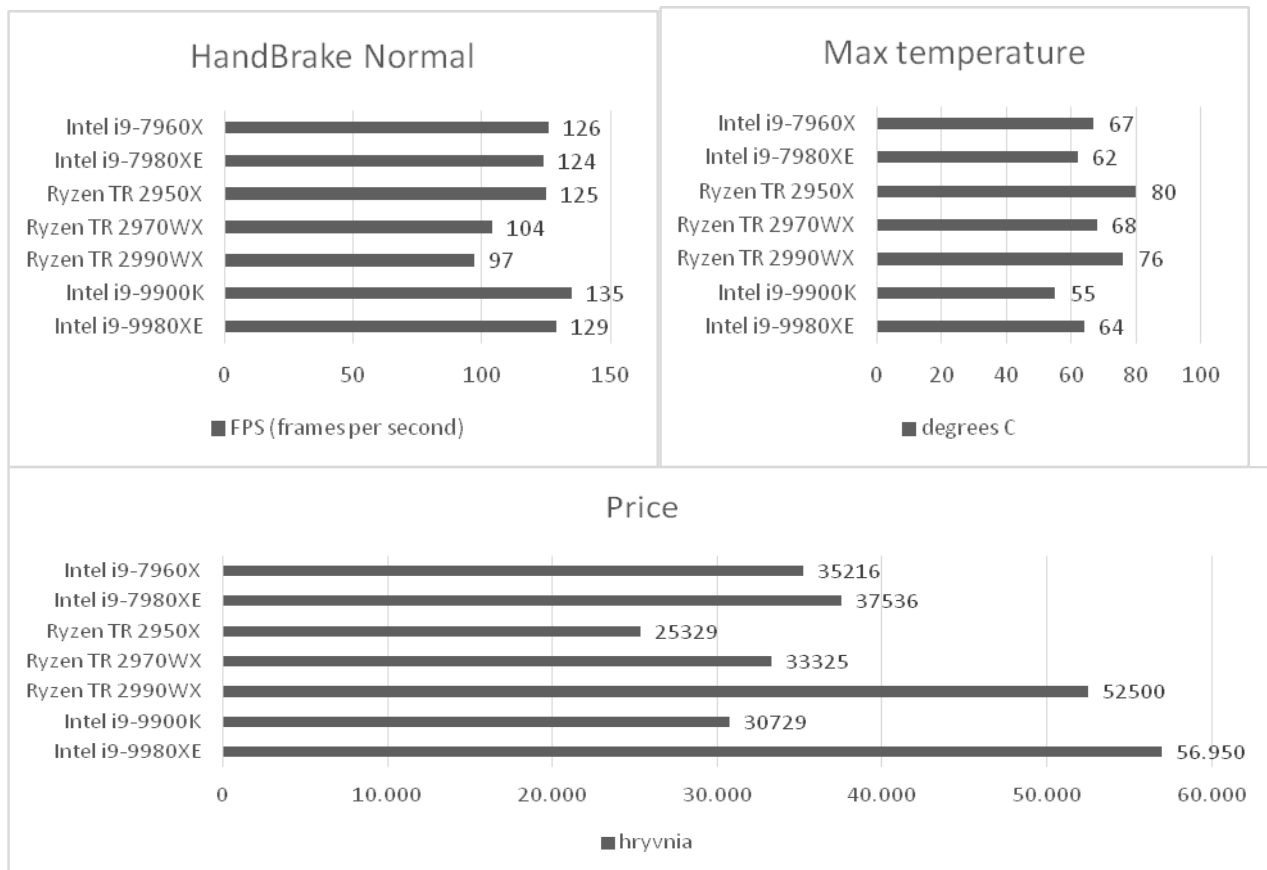 HandBrake Normal
Intel i9-7960X 126
Intel i9-7980XE 124
Ryzen TR 2950X 125
Ryzen TR 2970WX 104
Ryzen TR 2990WX 97
Intel i9-9900K 135
Intel i9-9980XE 129
0 50 100 150
FPS (frames per second)
Max temperature
Intel i9-7960X 67
Intel i9-7980XE 62
Ryzen TR 2950X 80
Ryzen TR 2970WX 68
Ryzen TR 2990WX 76
Intel i9-9900K 55
Intel i9-9980XE 64
0 20 40 60 80 100
degrees C
Price
Intel i9-7960X 35216
Intel i9-7980XE 37536
Ryzen TR 2950X 25329
Ryzen TR 2970WX 33325
Ryzen TR 2990WX 52500
Intel i9-9900K 30729
Intel i9-9980XE 56.950
0 10.000 20.000 30.000 40.000 50.000 60.000
hryvnia